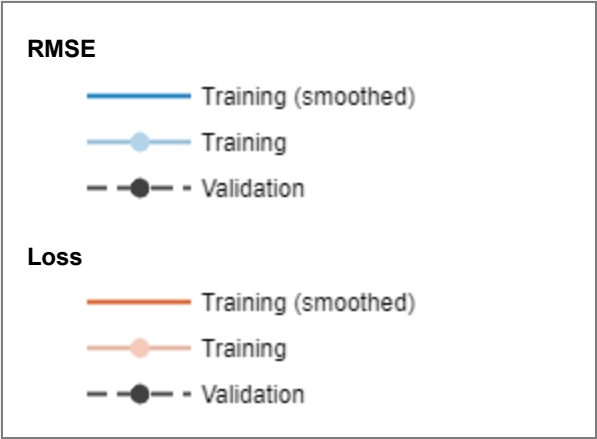 RMSE
Training (smoothed)
Training
Validation
Loss
Training (smoothed)
Training
Validation